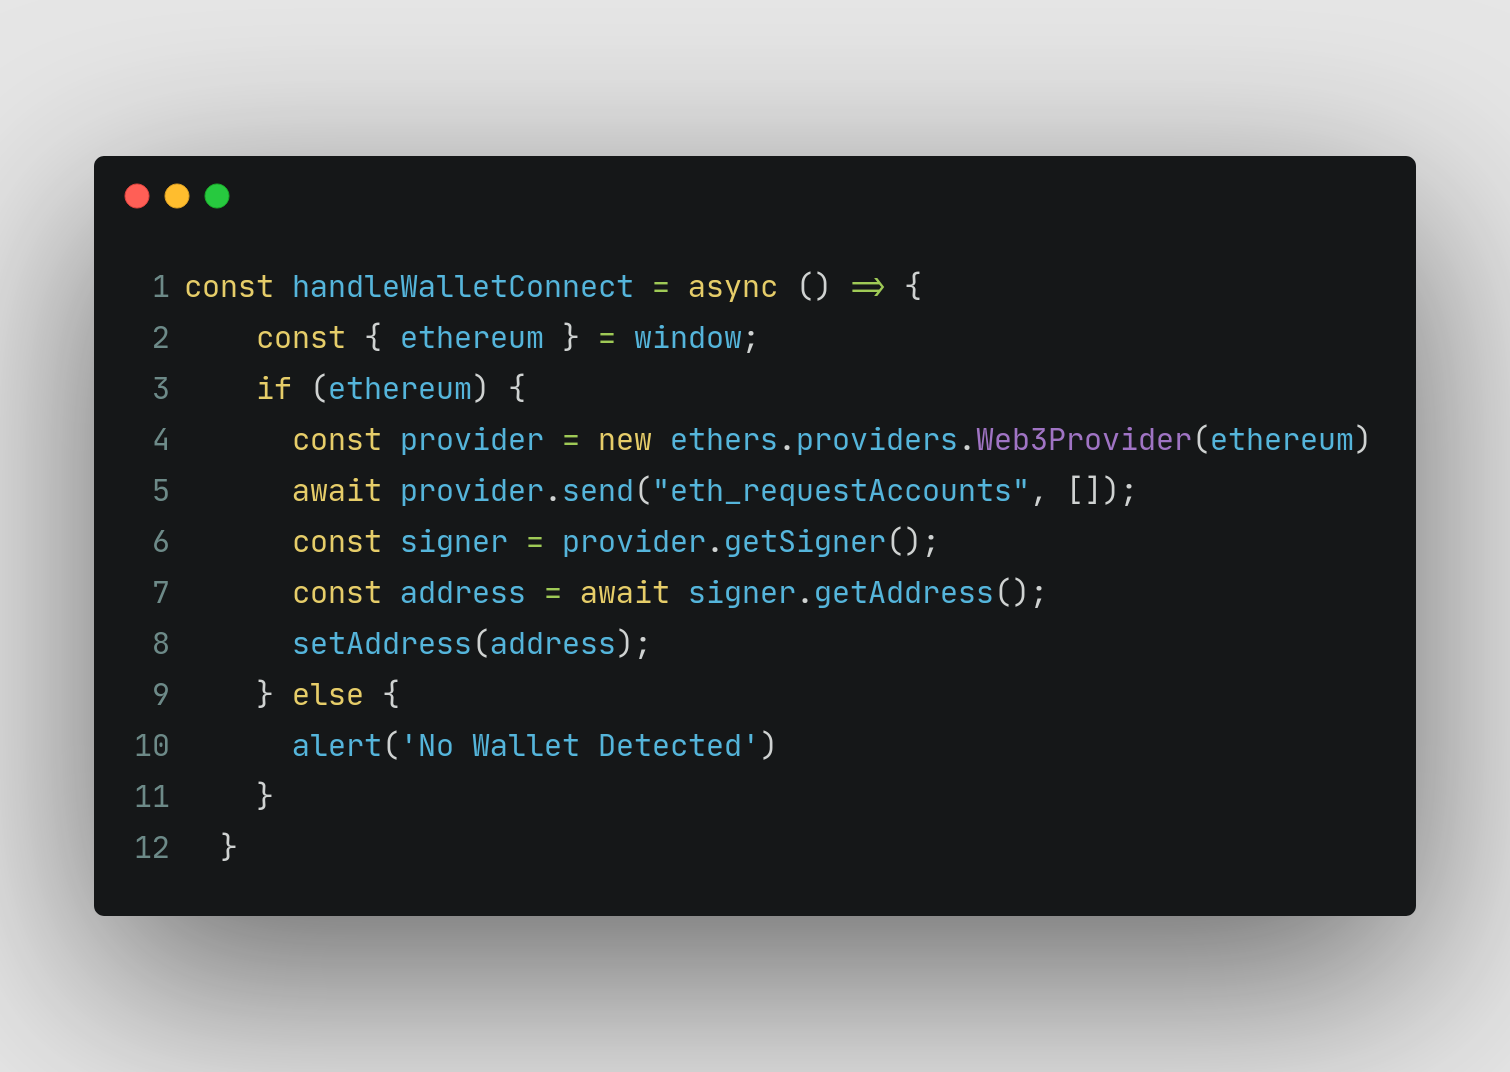 1 const handleWalletConnect = async () => {
2     const { ethereum } = window;
3     if (ethereum) {
4       const provider = new ethers.providers.Web3Provider(ethereum)
5       await provider.send("eth_requestAccounts", []);
6       const signer = provider.getSigner();
7       const address = await signer.getAddress();
8       setAddress(address);
9     } else {
10       alert('No Wallet Detected')
11     }
12   }